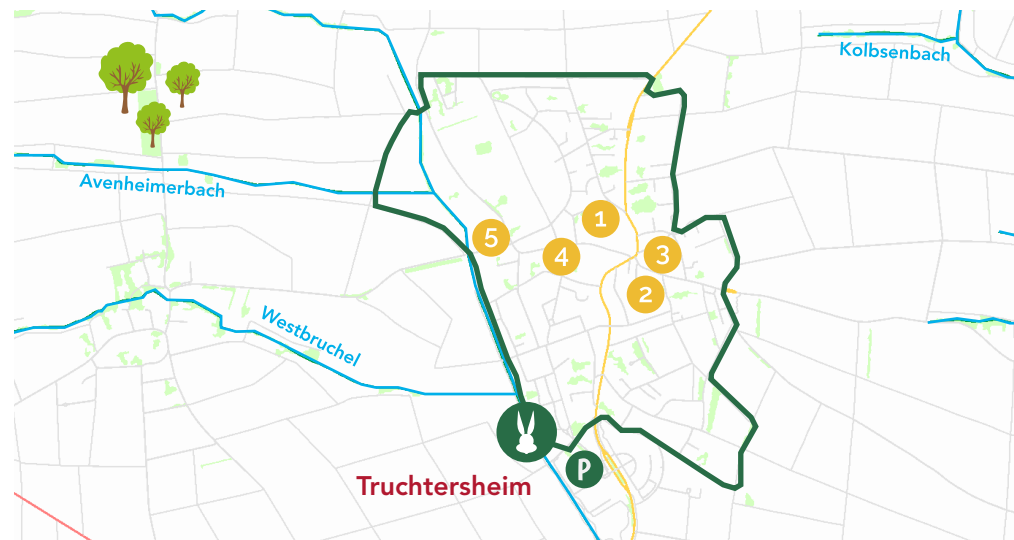 Kolbsenbach
Avenheimerbach
1
5
4
3
2
Westbruchel
P
Truchtersheim